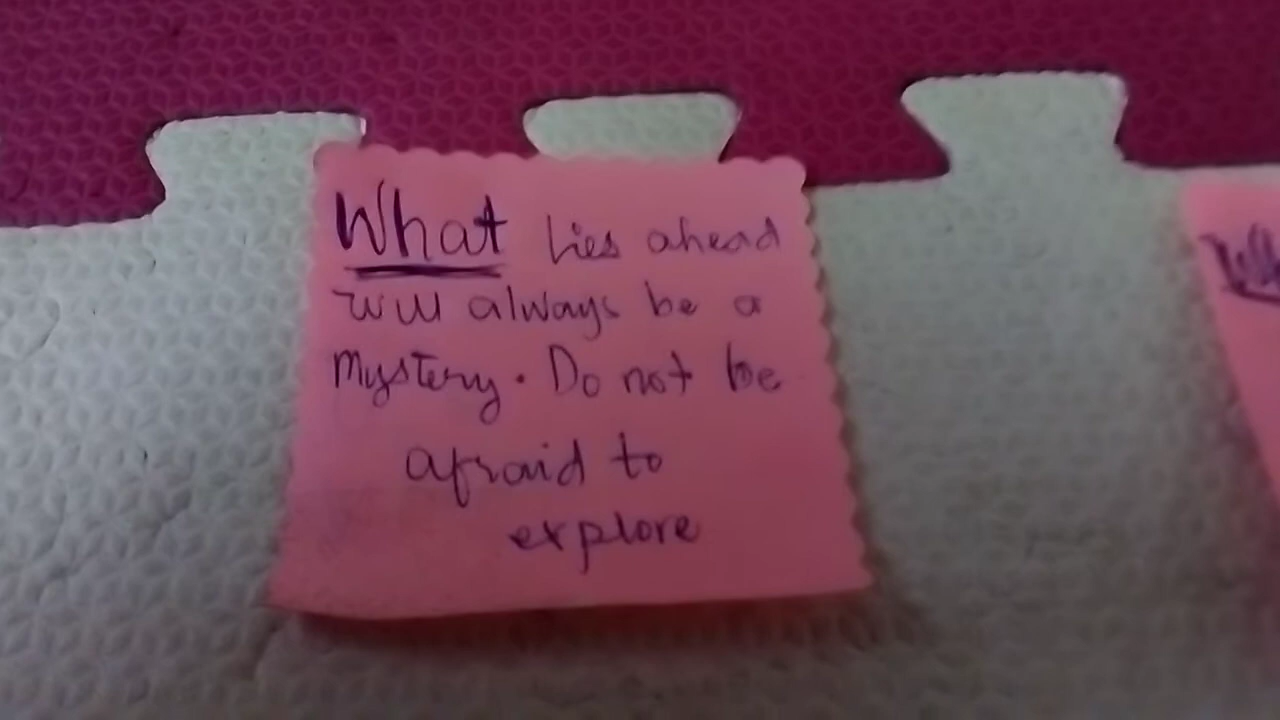 What lies ahead
will always be a
mystery. Do not be
afraid to
explore